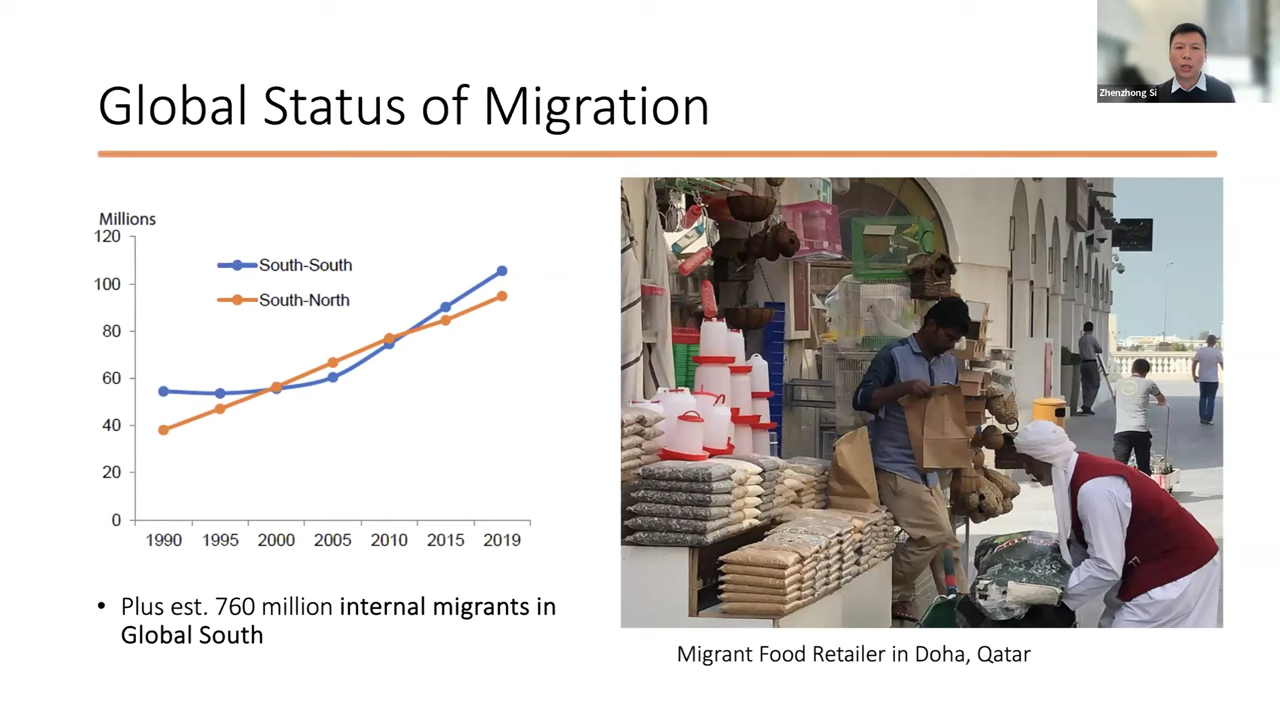 Zhenzhong Si
Global Status of Migration
Millions
120
100
80
60
40
20
0
South-South
South-North
1990 1995 2000 2005 2010 2015 2019
• Plus est. 760 million internal migrants in
Global South
Migrant Food Retailer in Doha, Qatar